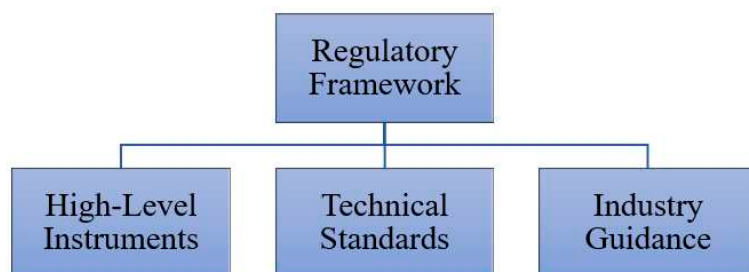 Regulatory
Framework
High-Level
Instruments
Technical
Standards
Industry
Guidance